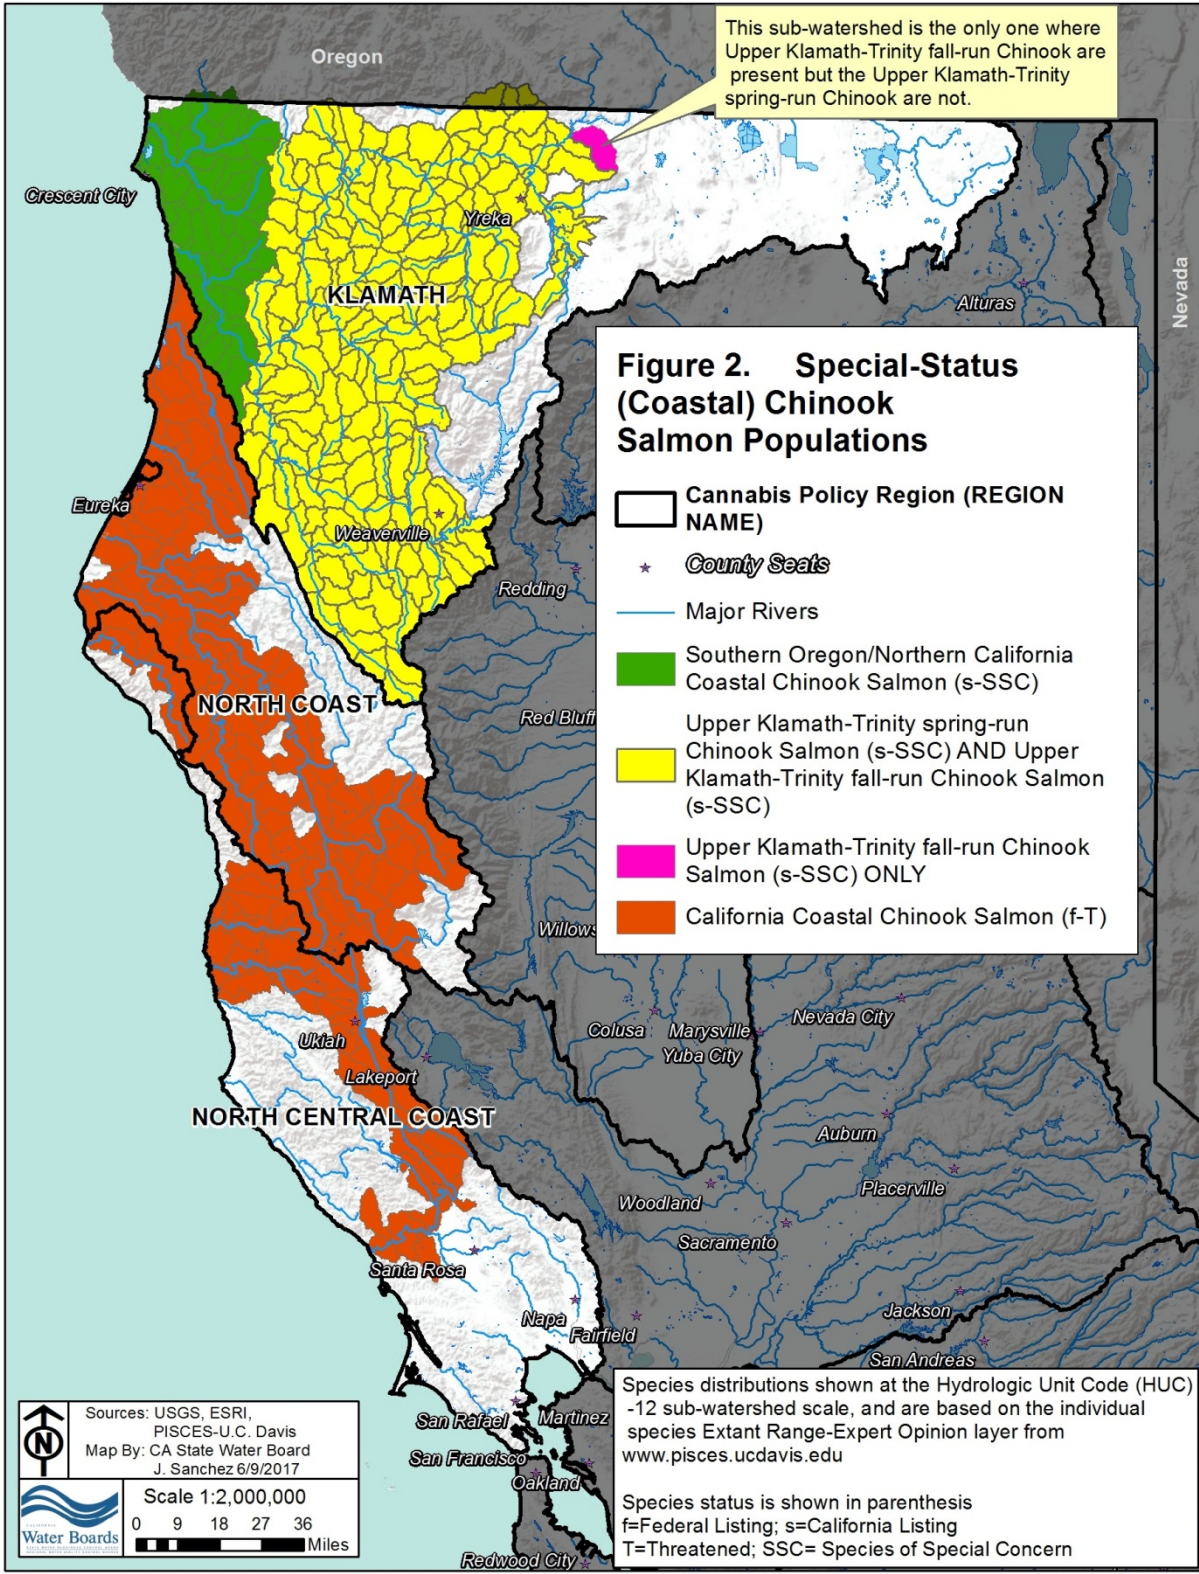 This sub-watershed is the only one where
Upper Klamath-Trinity fall-run Chinook are
present but the Upper Klamath-Trinity
spring-run Chinook are not.
Oregon
Nevada
Crescent City
Yreka
KLAMATH
Alturas
Figure 2. Special-Status
(Coastal) Chinook
Salmon Populations
Cannabis Policy Region (REGION
NAME)
County Seats
Major Rivers
Southern Oregon/Northern California
Coastal Chinook Salmon (s-SSC)
Upper Klamath-Trinity spring-run
Chinook Salmon (s-SSC) AND Upper
Klamath-Trinity fall-run Chinook Salmon
(s-SSC)
Upper Klamath-Trinity fall-run Chinook
Salmon (s-SSC) ONLY
California Coastal Chinook Salmon (f-T)
Eureka
Weaverville
Redding
NORTH COAST
Red Bluff
Willows
Colusa
Marysville
Yuba City
Nevada City
Ukiah
Lakeport
NORTH CENTRAL COAST
Auburn
Placerville
Woodland
Sacramento
Santa Rosa
Napa
Fairfield
Jackson
San Andreas
San Rafael
Martinez
San Francisco
Oakland
Redwood City
Species distributions shown at the Hydrologic Unit Code (HUC)
-12 sub-watershed scale, and are based on the individual
species Extant Range-Expert Opinion layer from
www.pisces.ucdavis.edu
Species status is shown in parenthesis
f=Federal Listing; s=California Listing
T=Threatened; SSC= Species of Special Concern
N
Sources: USGS, ESRI,
PISCES-U.C. Davis
Map By: CA State Water Board
J. Sanchez 6/9/2017
CALIFORNIA
Water Boards
Scale 1:2,000,000
0 9 18 27 36
Miles